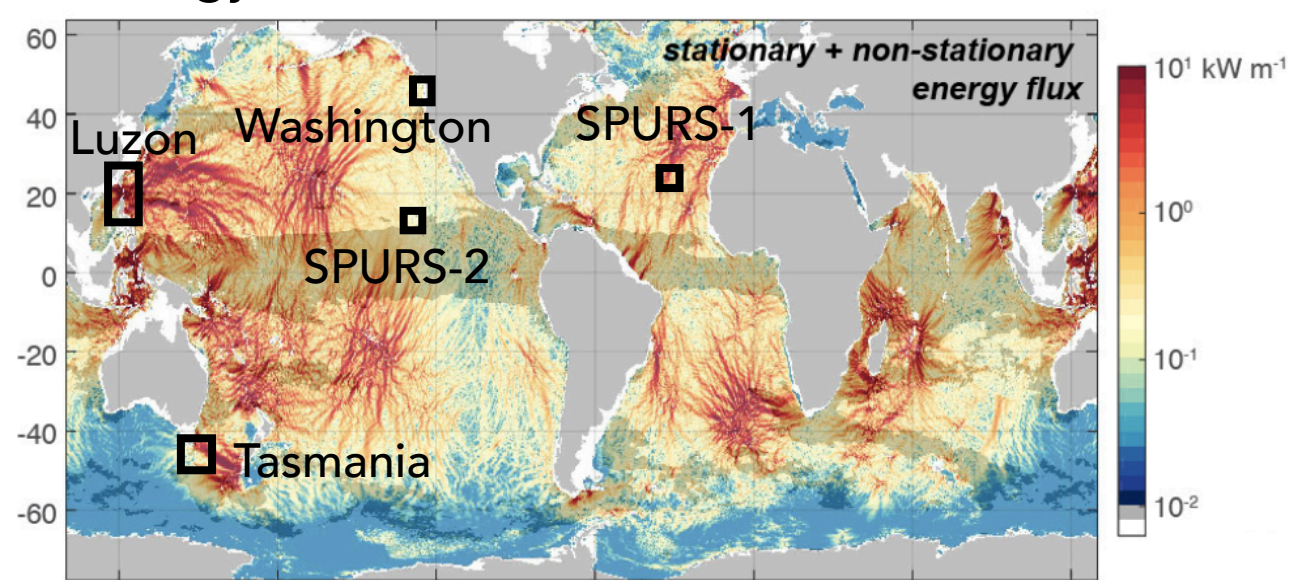 stationary + non-stationary
energy flux
10¹ kW m⁻¹
10⁰
10⁻¹
10⁻²
60
40
20
0
-20
-40
-60
Luzon
Washington
SPURS-1
SPURS-2
Tasmania